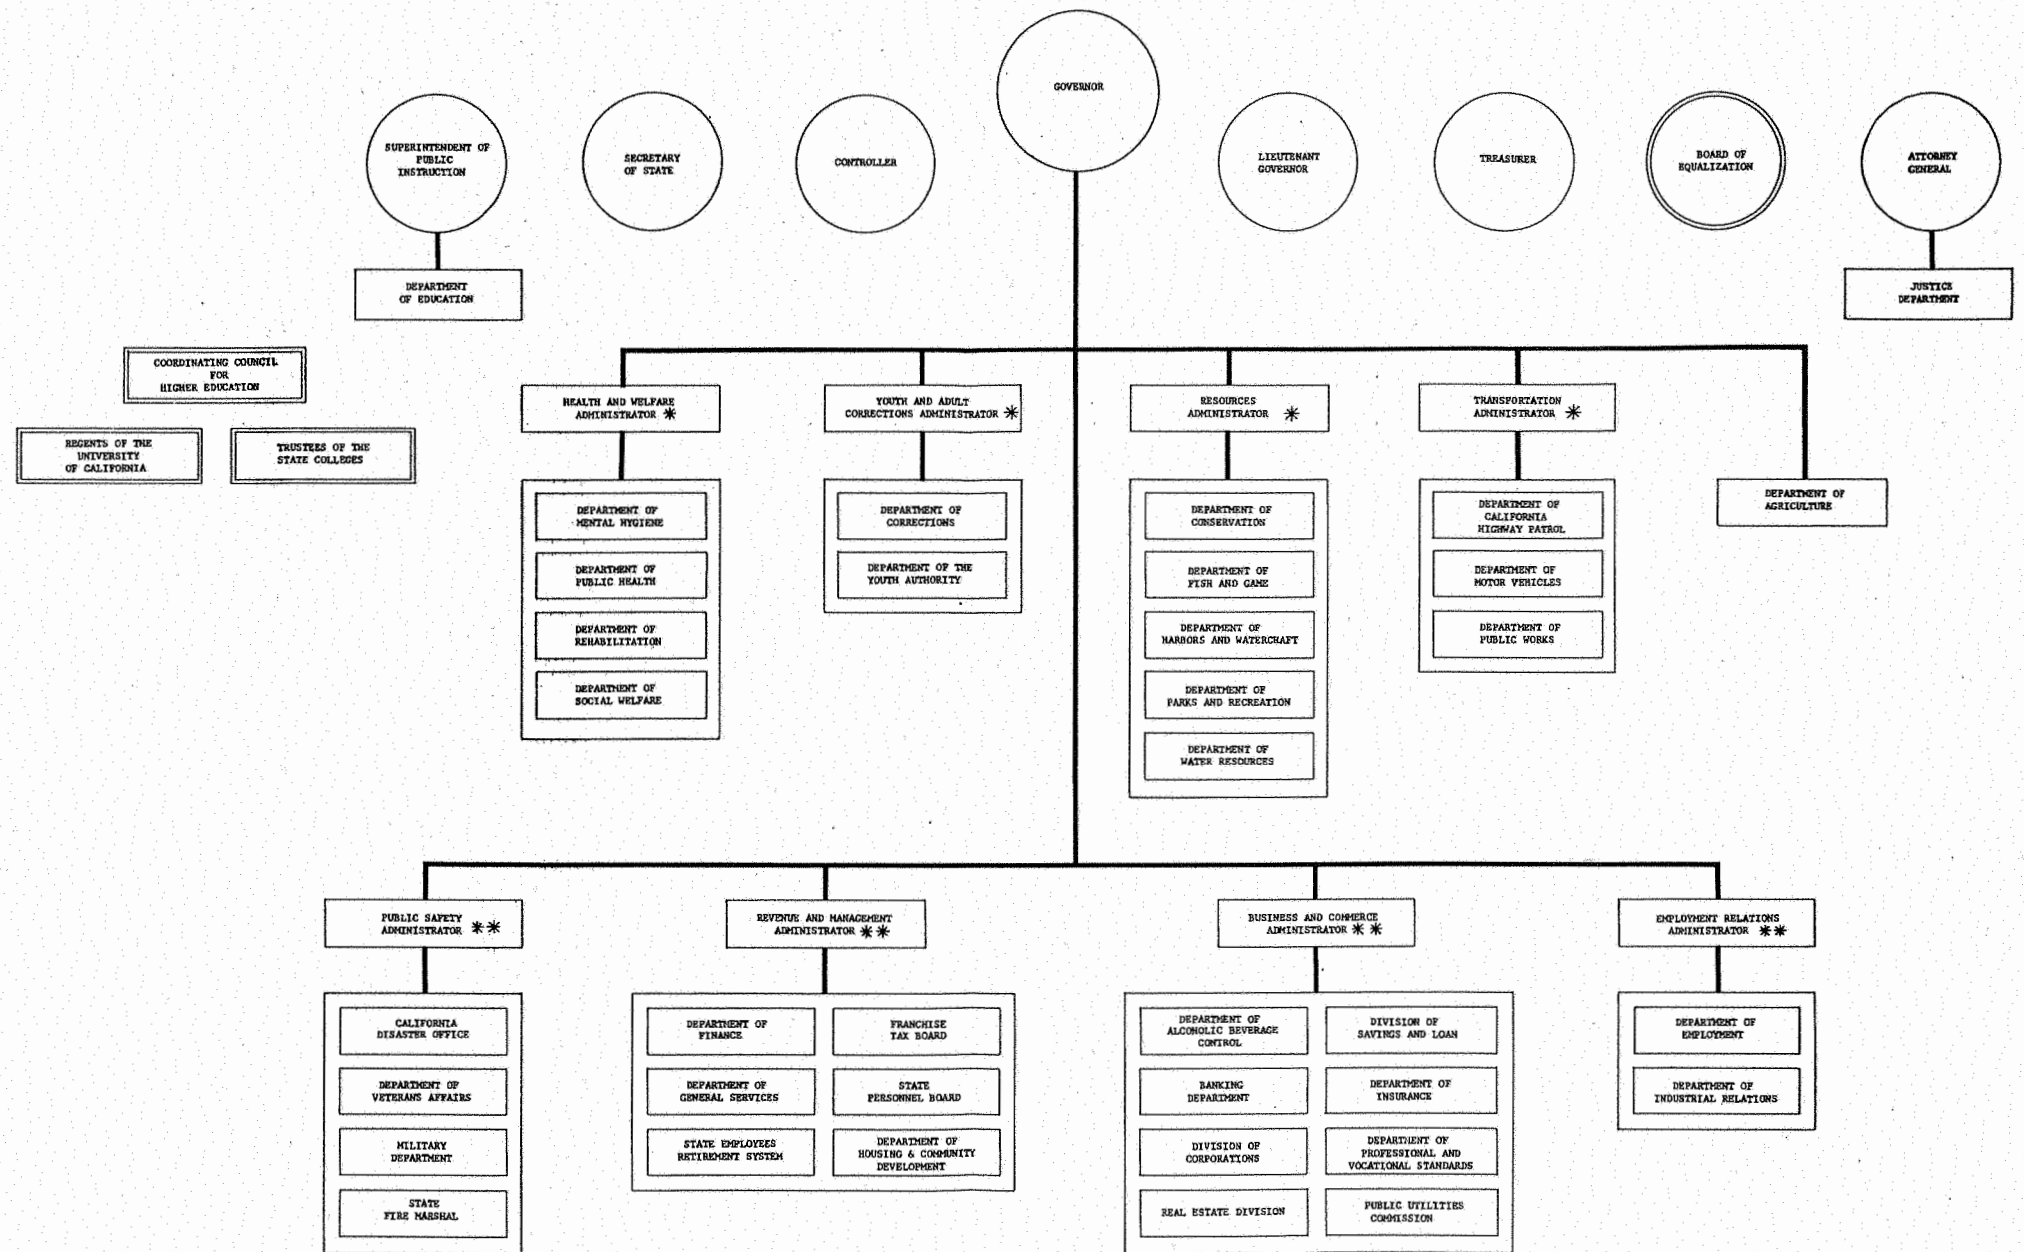 GOVERNOR
SUPERINTENDENT OF
PUBLIC
INSTRUCTION
SECRETARY
OF STATE
CONTROLLER
LIEUTENANT
GOVERNOR
TREASURER
BOARD OF
EQUALIZATION
ATTORNEY
GENERAL
DEPARTMENT
OF EDUCATION
JUSTICE
DEPARTMENT
COORDINATING COUNCIL
FOR
HIGHER EDUCATION
REGENTS OF THE
UNIVERSITY
OF CALIFORNIA
TRUSTEES OF THE
STATE COLLEGES
HEALTH AND WELFARE
ADMINISTRATOR *
YOUTH AND ADULT
CORRECTIONS ADMINISTRATOR *
RESOURCES
ADMINISTRATOR *
TRANSPORTATION
ADMINISTRATOR *
DEPARTMENT OF
MENTAL HYGIENE
DEPARTMENT OF
PUBLIC HEALTH
DEPARTMENT OF
REHABILITATION
DEPARTMENT OF
SOCIAL WELFARE
DEPARTMENT OF
CORRECTIONS
DEPARTMENT OF THE
YOUTH AUTHORITY
DEPARTMENT OF
CONSERVATION
DEPARTMENT OF
FISH AND GAME
DEPARTMENT OF
HARBORS AND WATERCRAFT
DEPARTMENT OF
PARKS AND RECREATION
DEPARTMENT OF
WATER RESOURCES
DEPARTMENT OF
CALIFORNIA
HIGHWAY PATROL
DEPARTMENT OF
MOTOR VEHICLES
DEPARTMENT OF
PUBLIC WORKS
DEPARTMENT OF
AGRICULTURE
PUBLIC SAFETY
ADMINISTRATOR **
REVENUE AND MANAGEMENT
ADMINISTRATOR **
BUSINESS AND COMMERCE
ADMINISTRATOR **
EMPLOYMENT RELATIONS
ADMINISTRATOR **
CALIFORNIA
DISASTER OFFICE
DEPARTMENT OF
VETERANS AFFAIRS
MILITARY
DEPARTMENT
STATE
FIRE MARSHAL
DEPARTMENT OF
FINANCE
FRANCHISE
TAX BOARD
DEPARTMENT OF
GENERAL SERVICES
STATE
PERSONNEL BOARD
STATE EMPLOYEES
RETIREMENT SYSTEM
DEPARTMENT OF
HOUSING & COMMUNITY
DEVELOPMENT
DEPARTMENT OF
ALCOHOLIC BEVERAGE
CONTROL
DIVISION OF
SAVINGS AND LOAN
BANKING
DEPARTMENT
DEPARTMENT OF
INSURANCE
DIVISION OF
CORPORATIONS
DEPARTMENT OF
PROFESSIONAL AND
VOCATIONAL STANDARDS
REAL ESTATE DIVISION
PUBLIC UTILITIES
COMMISSION
DEPARTMENT OF
EMPLOYMENT
DEPARTMENT OF
INDUSTRIAL RELATIONS